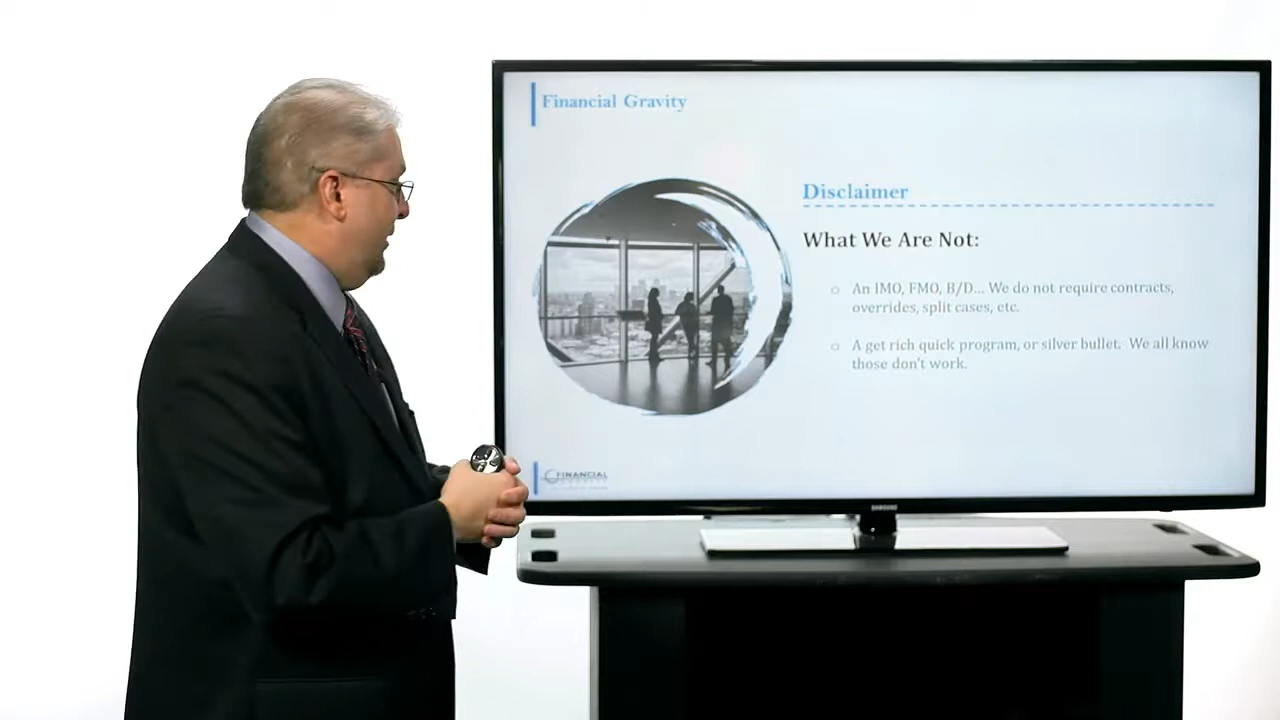 Financial Gravity
Disclaimer
What We Are Not:
An IMO, FMO, B/D... We do not require contracts,
overrides, split cases, etc.
A get rich quick program, or silver bullet.  We all know
those don't work.
FINANCIAL
SAMSUNG